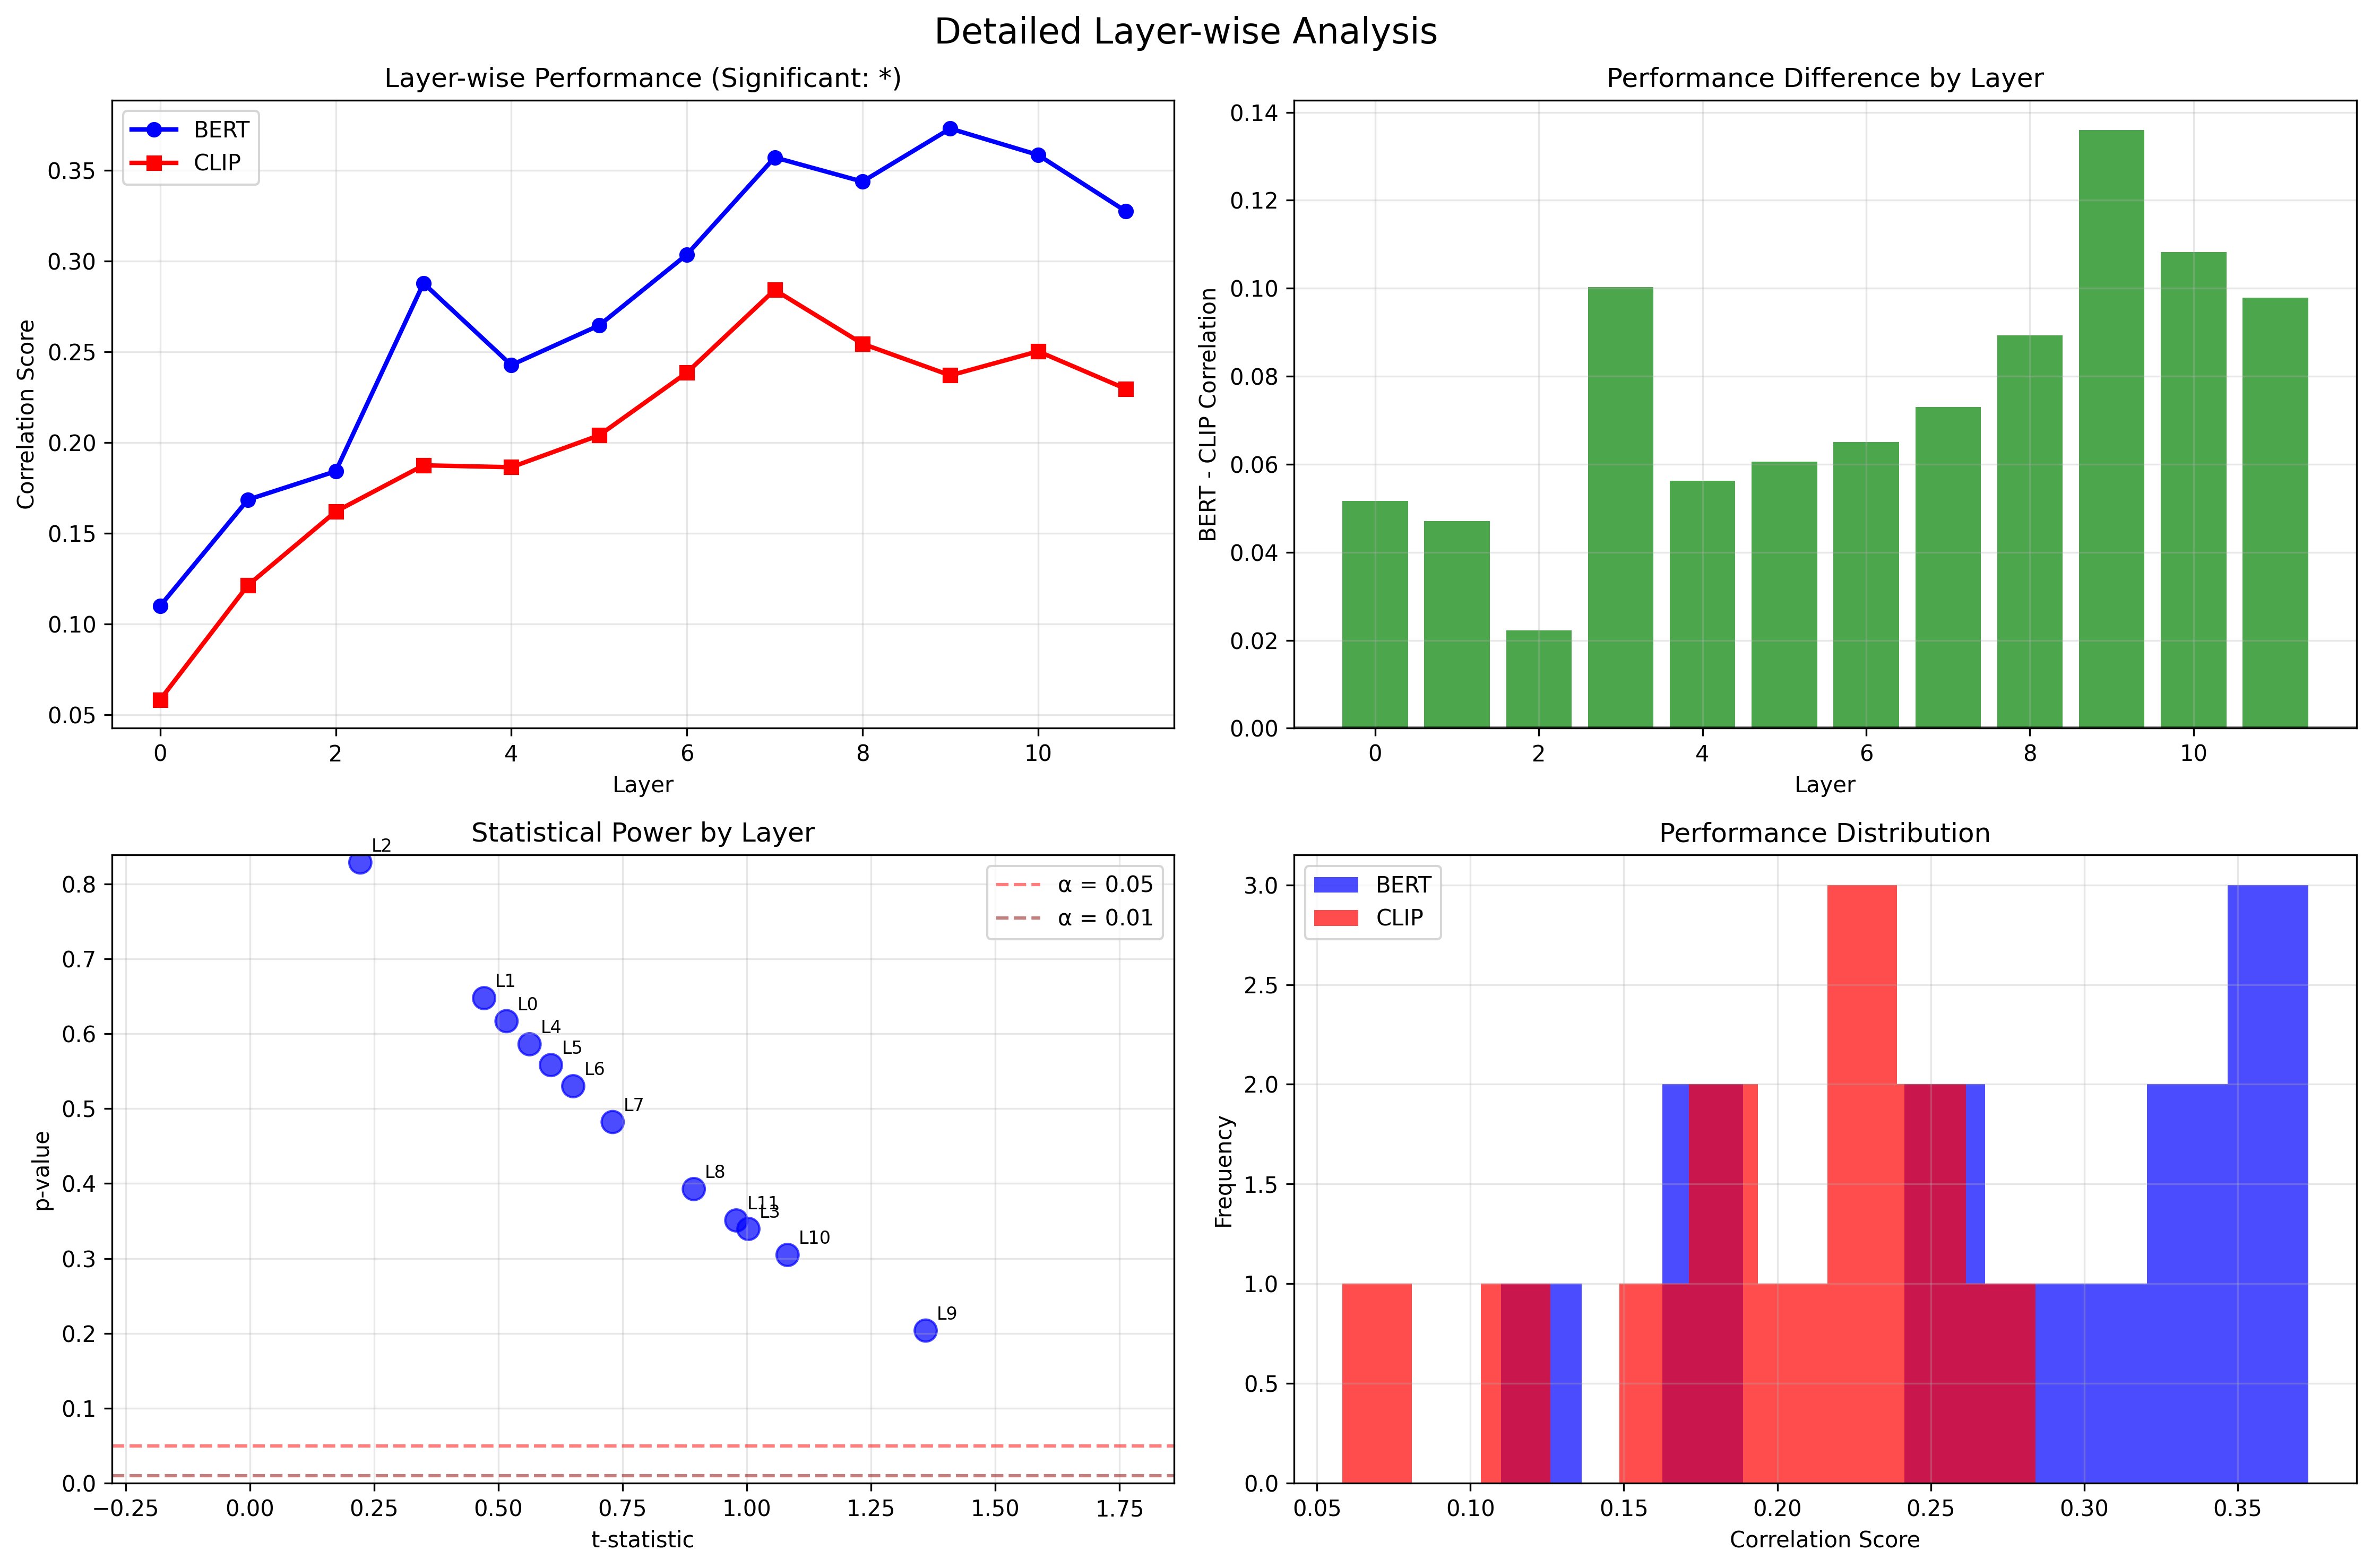 Detailed Layer-wise Analysis
Layer-wise Performance (Significant: *)
BERT
CLIP
0.35
0.30
0.25
0.20
0.15
0.10
0.05
Correlation Score
0
2
4
6
8
10
Layer
Performance Difference by Layer
0.14
0.12
0.10
0.08
0.06
0.04
0.02
0.00
BERT - CLIP Correlation
0
2
4
6
8
10
Layer
Statistical Power by Layer
α = 0.05
α = 0.01
L2
L1
L0
L4
L5
L6
L7
L8
L11
L3
L10
L9
0.8
0.7
0.6
0.5
0.4
0.3
0.2
0.1
0.0
p-value
−0.25
0.00
0.25
0.50
0.75
1.00
1.25
1.50
1.75
t-statistic
Performance Distribution
BERT
CLIP
3.0
2.5
2.0
1.5
1.0
0.5
0.0
Frequency
0.05
0.10
0.15
0.20
0.25
0.30
0.35
Correlation Score